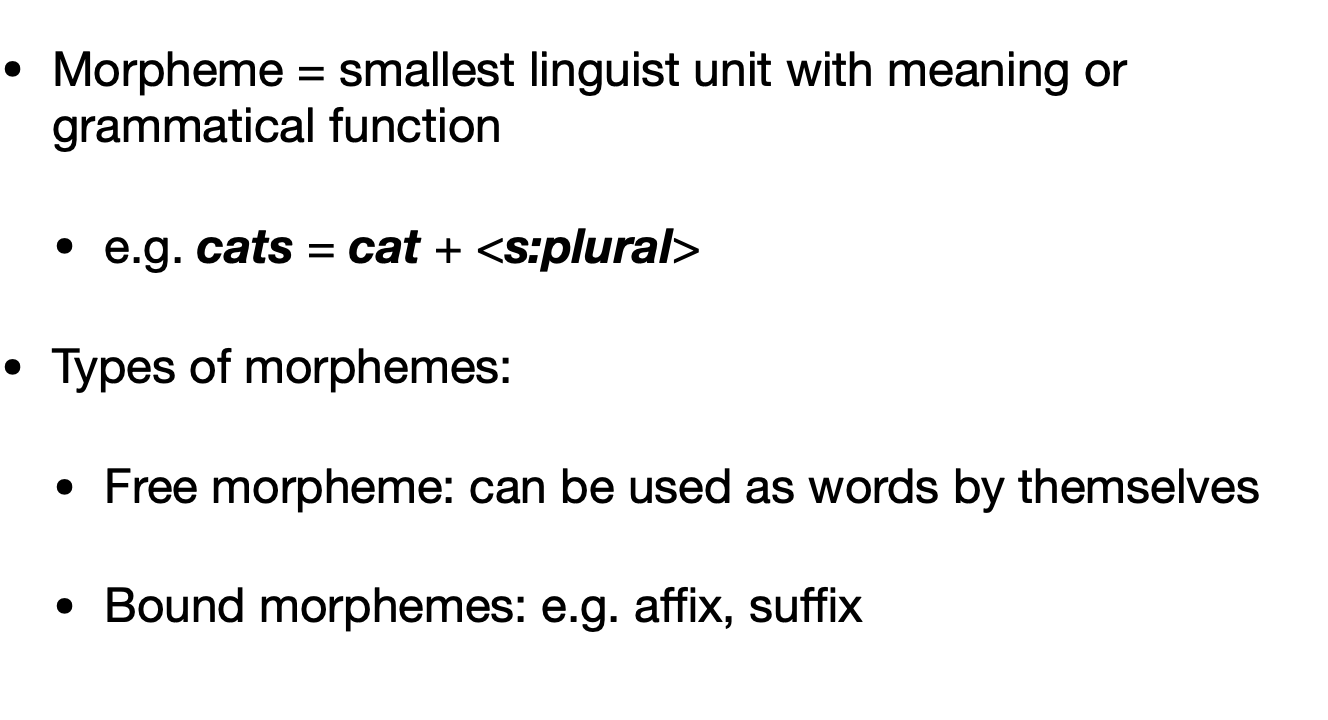 • Morpheme = smallest linguist unit with meaning or
grammatical function
• e.g. cats = cat + <s:plural>
• Types of morphemes:
• Free morpheme: can be used as words by themselves
• Bound morphemes: e.g. affix, suffix